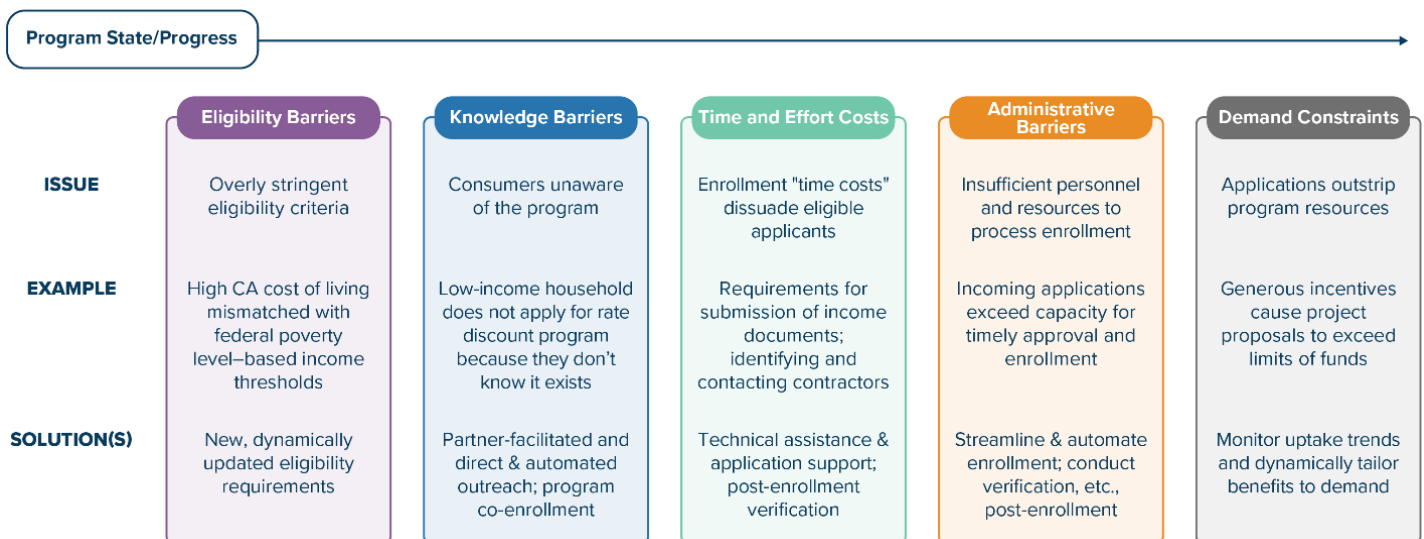 Program State/Progress
Eligibility Barriers
Knowledge Barriers
Time and Effort Costs
Administrative
Barriers
Demand Constraints
ISSUE
Overly stringent
eligibility criteria
Consumers unaware
of the program
Enrollment "time costs"
dissuade eligible
applicants
Insufficient personnel
and resources to
process enrollment
Applications outstrip
program resources
EXAMPLE
High CA cost of living
mismatched with
federal poverty
level–based income
thresholds
Low-income household
does not apply for rate
discount program
because they don’t
know it exists
Requirements for
submission of income
documents;
identifying and
contacting contractors
Incoming applications
exceed capacity for
timely approval and
enrollment
Generous incentives
cause project
proposals to exceed
limits of funds
SOLUTION(S)
New, dynamically
updated eligibility
requirements
Partner-facilitated and
direct & automated
outreach; program
co-enrollment
Technical assistance &
application support;
post-enrollment
verification
Streamline & automate
enrollment; conduct
verification, etc.,
post-enrollment
Monitor uptake trends
and dynamically tailor
benefits to demand